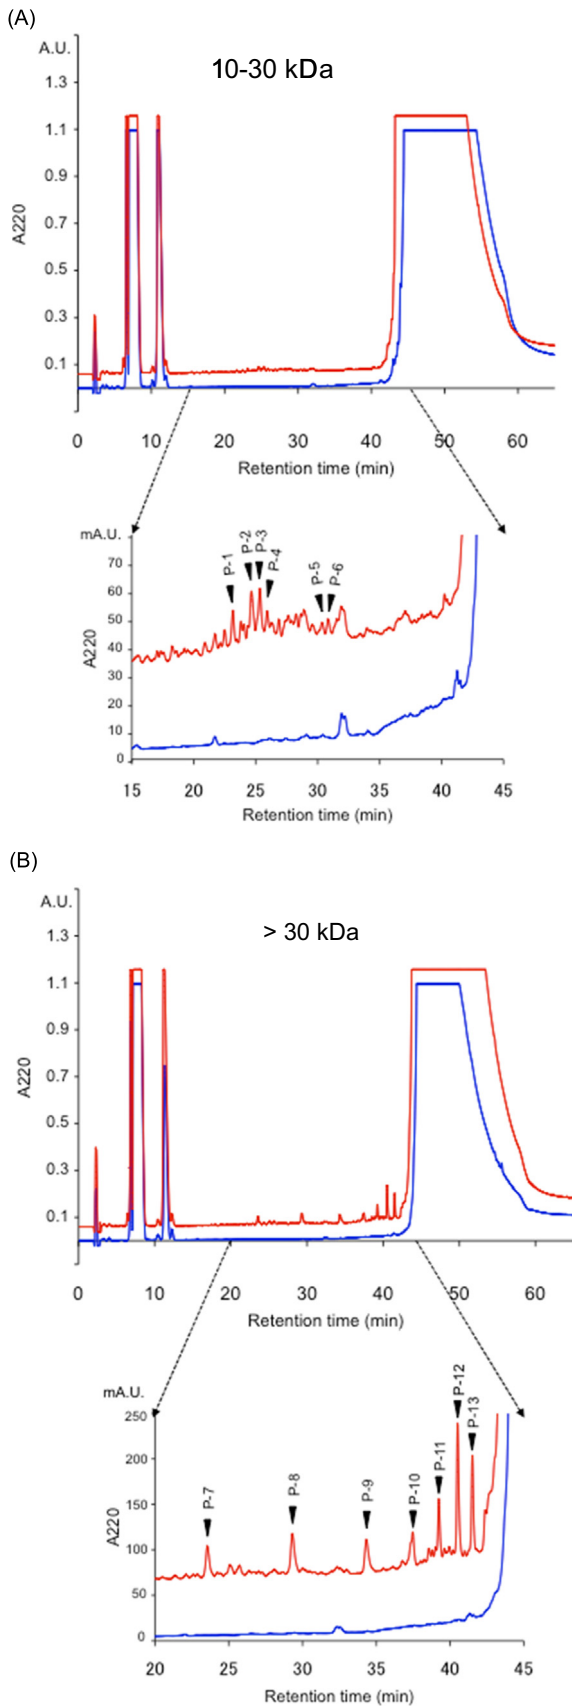 (A)
A.U.
10-30 kDa
1.3
1.1
0.9
0.7
0.5
0.3
0.1
A220
0 10 20 30 40 50 60
Retention time (min)
mA.U.
P-1 P-2 P-3 P-4 P-5 P-6
70
60
50
40
30
20
10
0
A220
15 20 25 30 35 40 45
Retention time (min)
(B)
A.U.
> 30 kDa
1.3
1.1
0.9
0.7
0.5
0.3
0.1
A220
0 10 20 30 40 50 60
Retention time (min)
mA.U.
P-7 P-8 P-9 P-10 P-11 P-12 P-13
250
200
150
100
50
0
A220
20 25 30 35 40 45
Retention time (min)